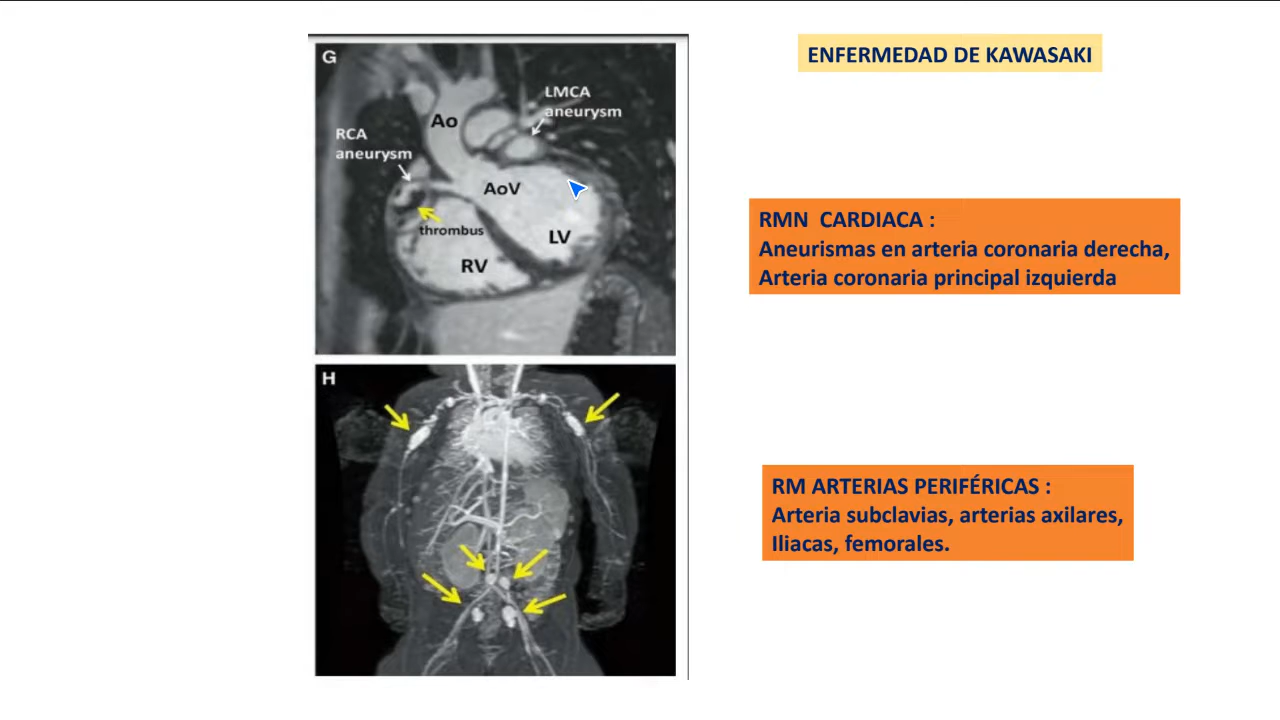 ENFERMEDAD DE KAWASAKI
G
LMCA
aneurysm
Ao
RCA
aneurysm
AoV
thrombus
LV
RV
RMN CARDIACA :
Aneurismas en arteria coronaria derecha,
Arteria coronaria principal izquierda
H
RM ARTERIAS PERIFÉRICAS :
Arteria subclavias, arterias axilares,
Iliacas, femorales.